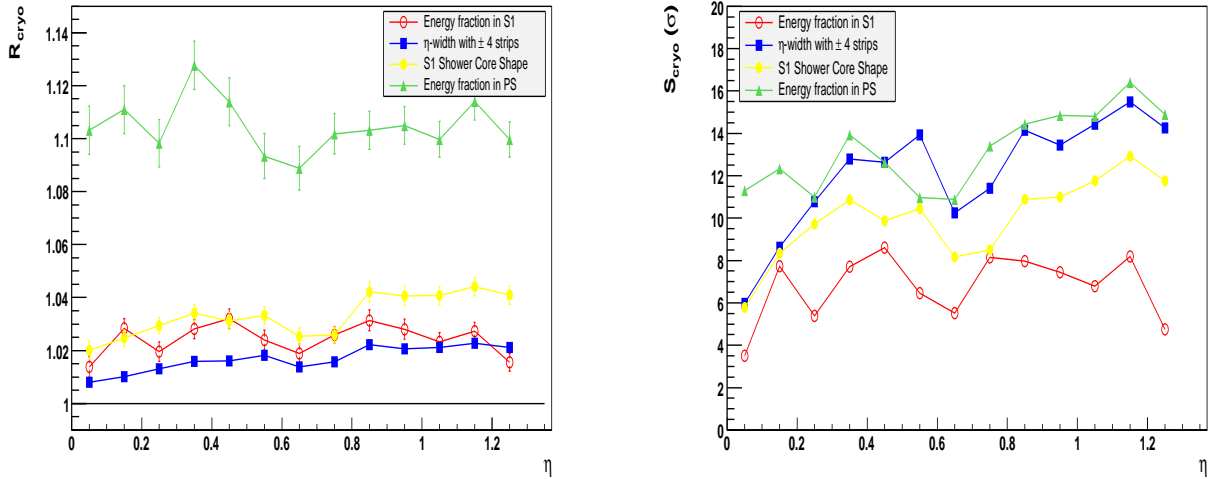 R_cryo
1.14
1.12
1.1
1.08
1.06
1.04
1.02
1
0 0.2 0.4 0.6 0.8 1 1.2
η
Energy fraction in S1
η-width with ± 4 strips
S1 Shower Core Shape
Energy fraction in PS
S_cryo (σ)
20
18
16
14
12
10
8
6
4
2
0
0 0.2 0.4 0.6 0.8 1 1.2
η
Energy fraction in S1
η-width with ± 4 strips
S1 Shower Core Shape
Energy fraction in PS